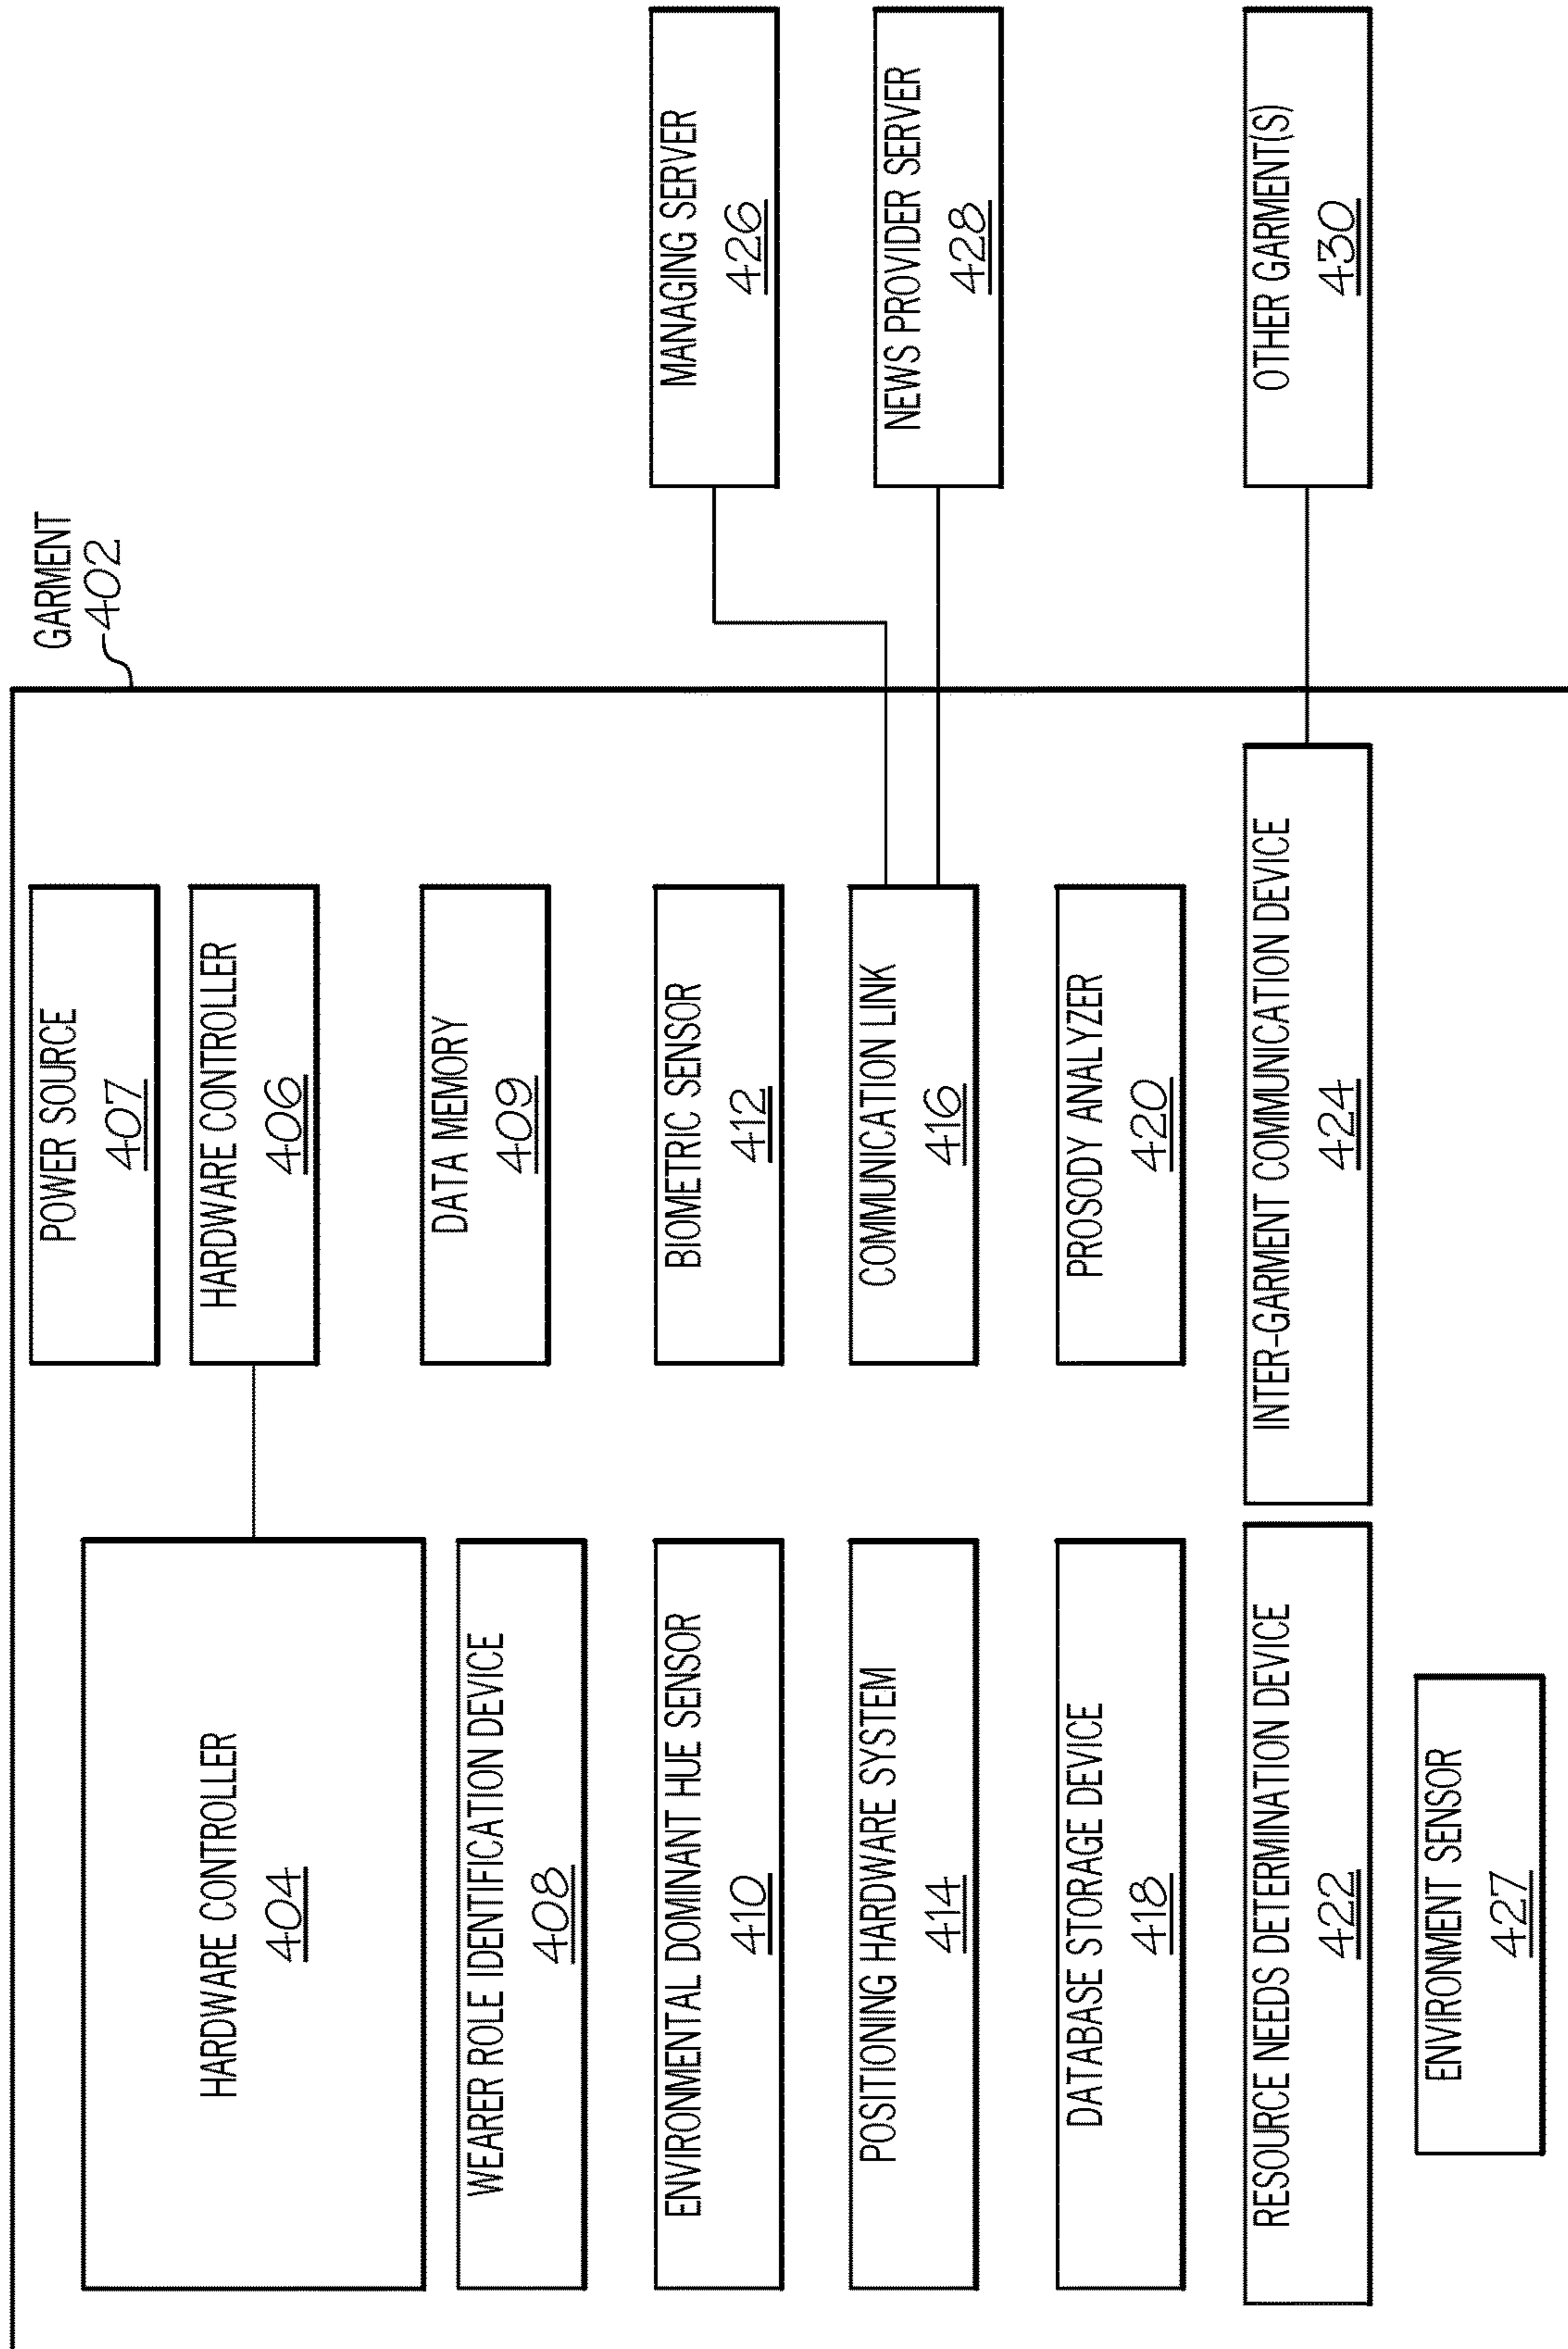 GARMENT
402
HARDWARE CONTROLLER
404
POWER SOURCE
407
HARDWARE CONTROLLER
406
WEARER ROLE IDENTIFICATION DEVICE
408
DATA MEMORY
409
ENVIRONMENTAL DOMINANT HUE SENSOR
410
BIOMETRIC SENSOR
412
MANAGING SERVER
426
POSITIONING HARDWARE SYSTEM
414
COMMUNICATION LINK
416
NEWS PROVIDER SERVER
428
DATABASE STORAGE DEVICE
418
PROSODY ANALYZER
420
RESOURCE NEEDS DETERMINATION DEVICE
422
INTER-GARMENT COMMUNICATION DEVICE
424
OTHER GARMENT(S)
430
ENVIRONMENT SENSOR
427